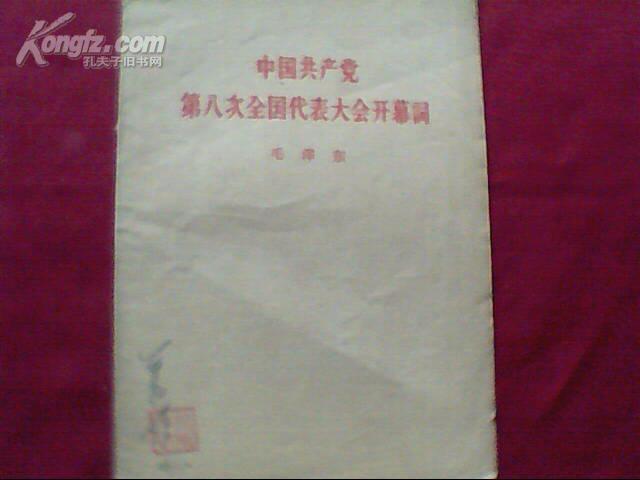 Kongfz.com
孔夫子旧书网
中国共产党
第八次全国代表大会开幕词
毛泽东